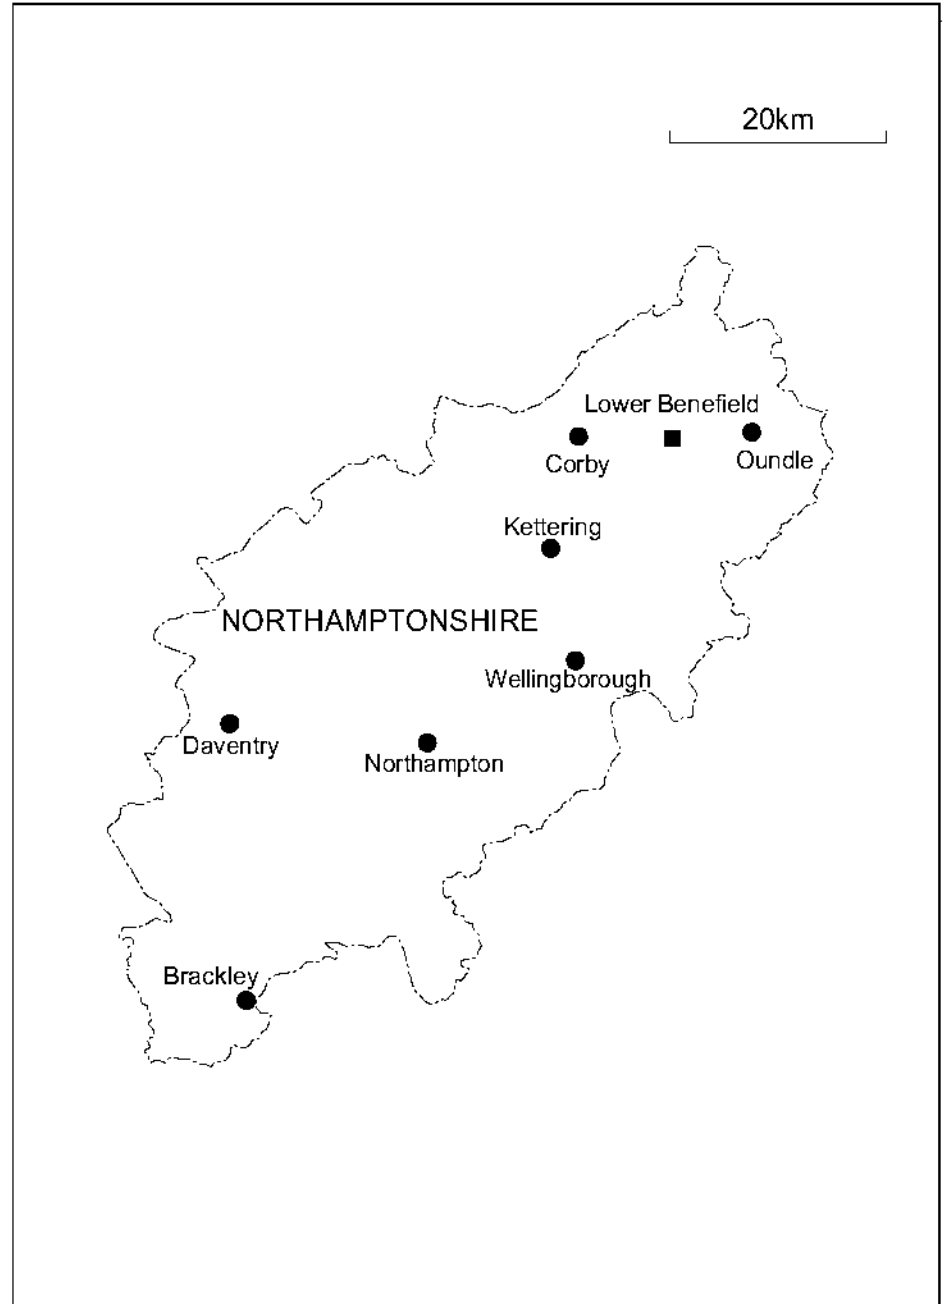 20km
Lower Benefield
Corby
Oundle
Kettering
NORTHAMPTONSHIRE
Wellingborough
Daventry
Northampton
Brackley